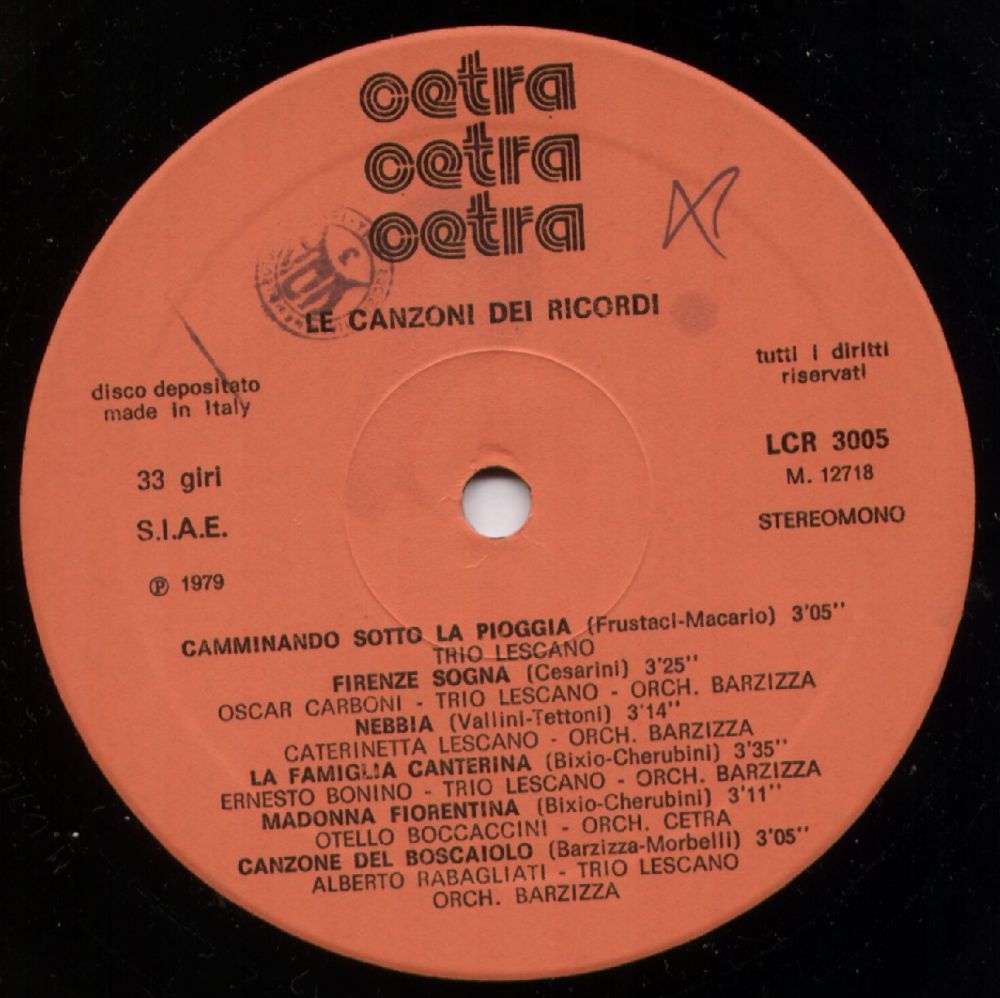 cetra
cetra
cetra
LE CANZONI DEI RICORDI
disco depositato
made in Italy
tutti i diritti
riservati
33 giri
S.I.A.E.
℗ 1979
LCR 3005
M. 12718
STEREOMONO
CAMMINANDO SOTTO LA PIOGGIA (Frustaci-Macario) 3'05"
TRIO LESCANO
FIRENZE SOGNA (Cesarini) 3'25"
OSCAR CARBONI - TRIO LESCANO - ORCH. BARZIZZA
NEBBIA (Vallini-Tettoni) 3'14"
CATERINETTA LESCANO - ORCH. BARZIZZA
LA FAMIGLIA CANTERINA (Bixio-Cherubini) 3'35"
ERNESTO BONINO - TRIO LESCANO - ORCH. BARZIZZA
MADONNA FIORENTINA (Bixio-Cherubini) 3'11"
OTELLO BOCCACCINI - ORCH. CETRA
CANZONE DEL BOSCAIOLO (Barzizza-Morbelli) 3'05"
ALBERTO RABAGLIATI - TRIO LESCANO
ORCH. BARZIZZA